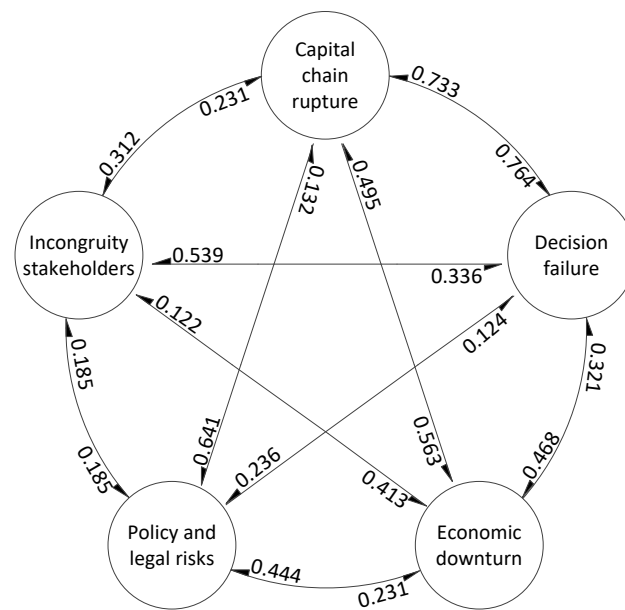 Capital
chain
rupture
0.231
0.733
0.312
0.132
0.495
0.764
Incongruity
stakeholders
0.539
0.336
Decision
failure
0.122
0.124
0.185
0.321
0.185
0.641
0.236
0.413
0.563
0.468
Policy and
legal risks
0.444
0.231
Economic
downturn